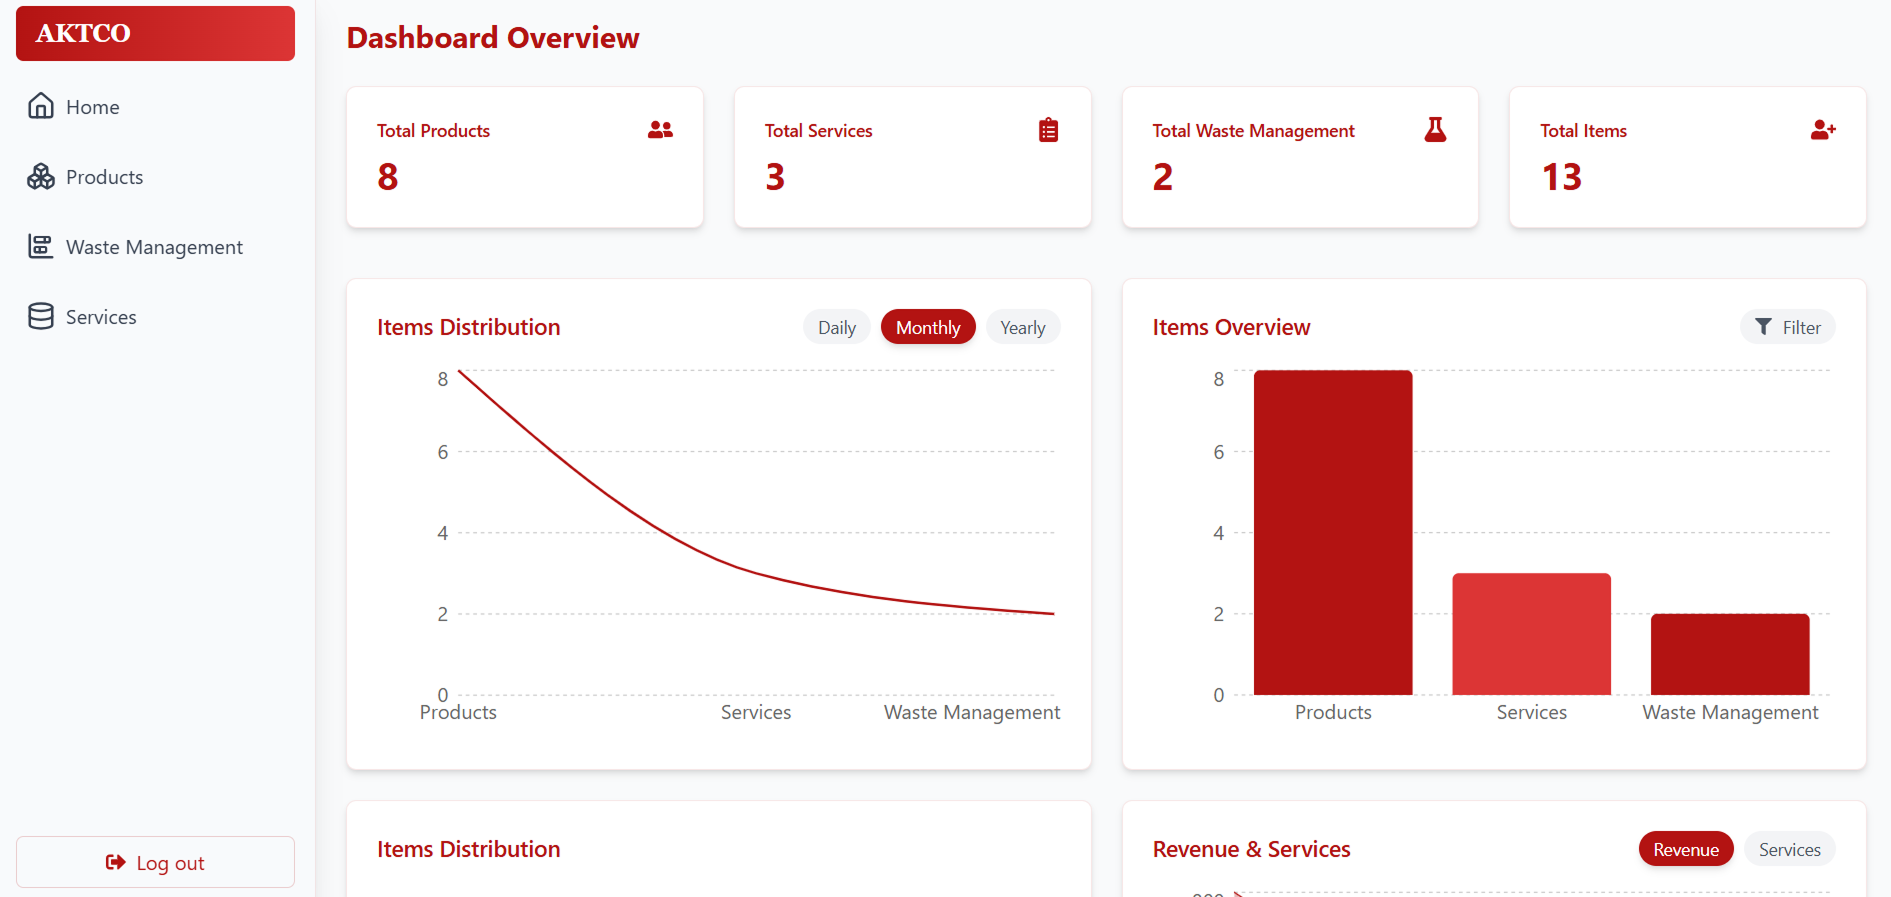 AKTCO
Home
Products
Waste Management
Services
Log out
Dashboard Overview
Total Products
8
Total Services
3
Total Waste Management
2
Total Items
13
Items Distribution
Daily
Monthly
Yearly
8
6
4
2
0
Products
Services
Waste Management
Items Overview
Filter
8
6
4
2
0
Products
Services
Waste Management
Items Distribution
Revenue & Services
Revenue
Services